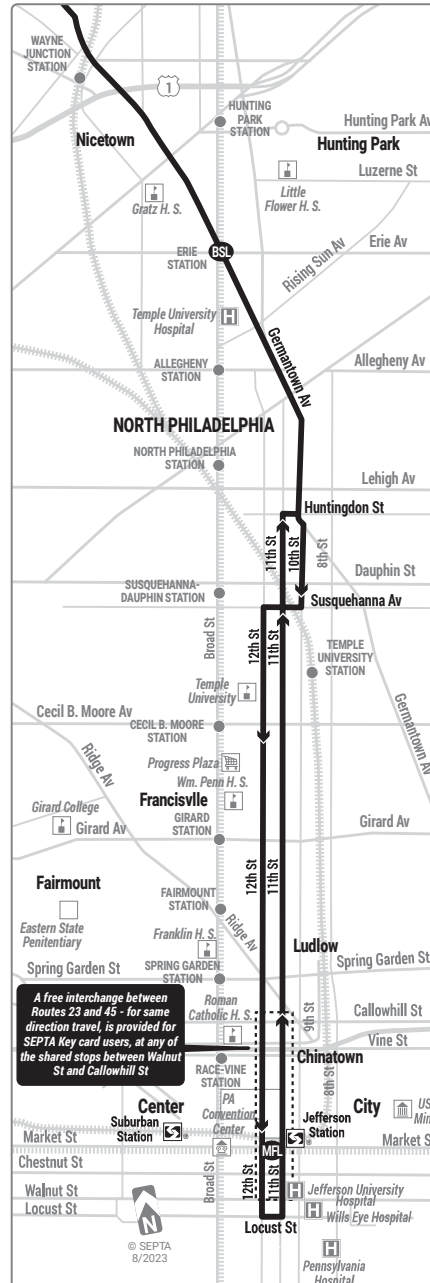 WAYNE
JUNCTION
STATION
1
HUNTING
PARK
STATION
Hunting Park Av
Nicetown
Hunting Park
Luzerne St
Gratz H. S.
Little
Flower H. S.
ERIE
STATION
BSL
Erie Av
Rising Sun Av
Temple University
Hospital
H
Germantown Av
ALLEGHENY
STATION
Allegheny Av
NORTH PHILADELPHIA
NORTH PHILADELPHIA
STATION
Lehigh Av
Huntingdon St
11th St
10th St
8th St
SUSQUEHANNA-
DAUPHIN STATION
Dauphin St
Susquehanna Av
Broad St
12th St
11th St
TEMPLE
UNIVERSITY
STATION
Temple
University
Germantown Av
Cecil B. Moore Av
CECIL B. MOORE
STATION
Ridge Av
Progress Plaza
Wm. Penn H. S.
Girard College
Francisvlle
Girard Av
GIRARD
STATION
Girard Av
12th St
11th St
Fairmount
FAIRMOUNT
STATION
Eastern State
Penitentiary
Ridge Av
Franklin H. S.
Ludlow
Spring Garden St
SPRING GARDEN
STATION
Spring Garden St
A free interchange between
Routes 23 and 45 - for same
direction travel, is provided for
SEPTA Key card users, at any of
the shared stops between Walnut
St and Callowhill St
Roman
Catholic H. S.
9th St
Callowhill St
Vine St
RACE-VINE
STATION
Chinatown
8th St
Center
PA
Convention
Center
City
US
Min
Suburban
Station
Jefferson
Station
Market St
MFL
Market S
Chestnut St
Walnut St
Broad St
12th St
11th St
H
Jefferson University
Hospital
Locust St
H
Wills Eye Hospital
Locust St
N
© SEPTA
8/2023
H
Pennsylvania
Hospital